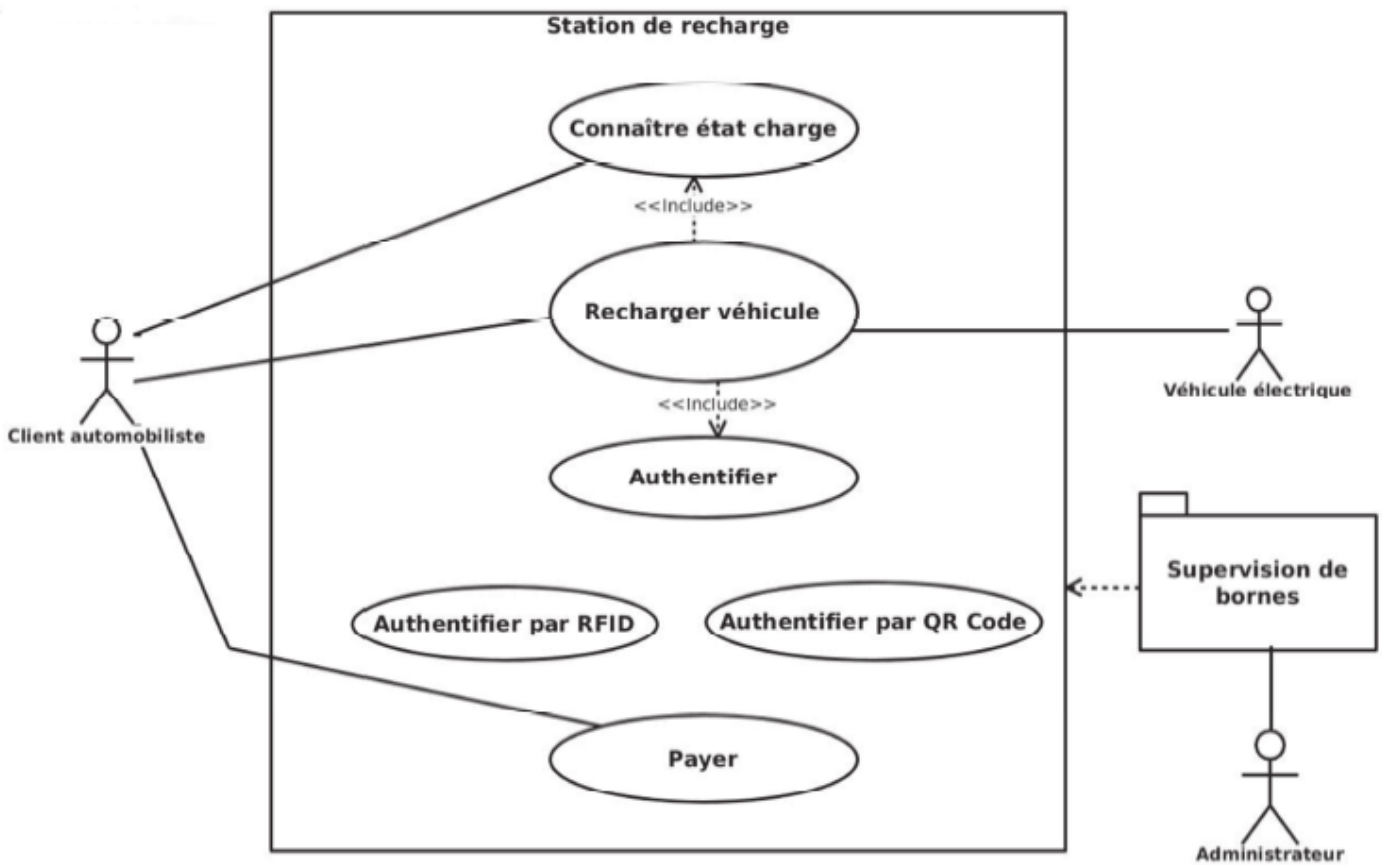 Station de recharge
Connaître état charge
<<Include>>
Recharger véhicule
Client automobiliste
Véhicule électrique
<<Include>>
Authentifier
Supervision de
bornes
Authentifier par RFID
Authentifier par QR Code
Payer
Administrateur